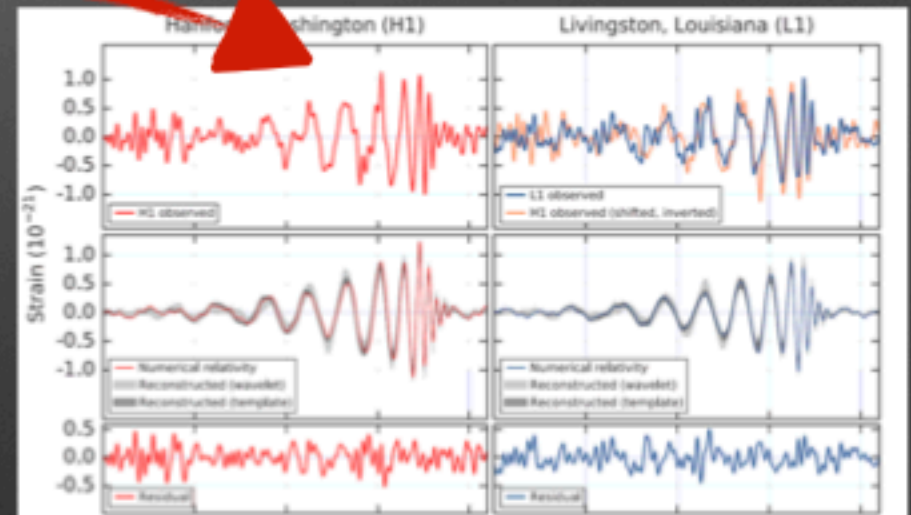 Hanfo shington (H1)
Livingston, Louisiana (L1)
Strain (10⁻²¹)
1.0
0.5
0.0
-0.5
-1.0
H1 observed
L1 observed
H1 observed (shifted, inverted)
1.0
0.5
0.0
-0.5
-1.0
Numerical relativity
Reconstructed (wavelet)
Reconstructed (template)
Numerical relativity
Reconstructed (wavelet)
Reconstructed (template)
0.5
0.0
-0.5
Residual
Residual